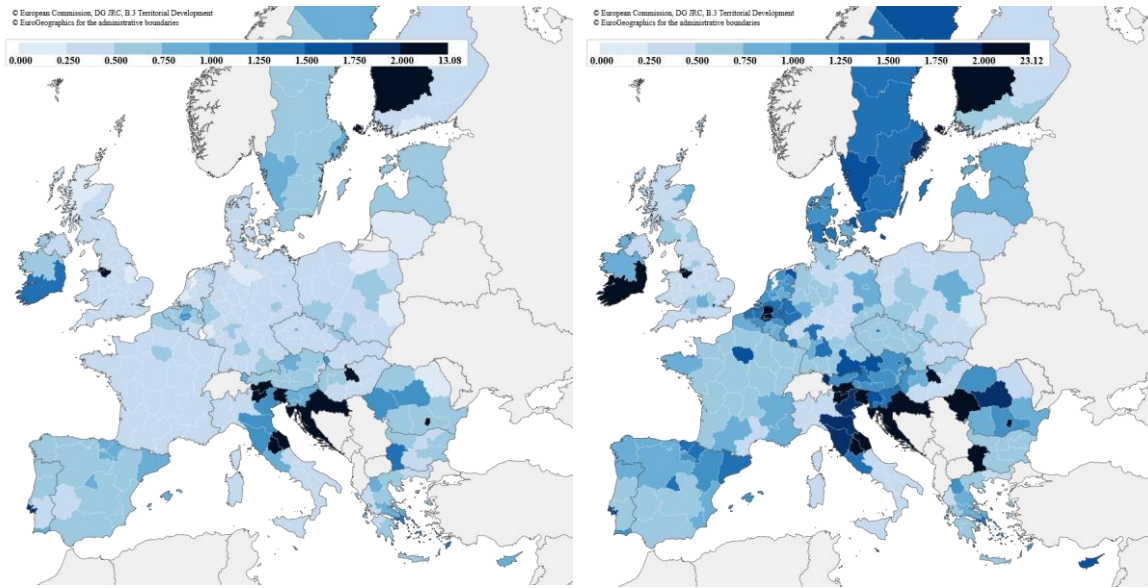 © European Commission, DG JRC, B.3 Territorial Development
© EuroGeographics for the administrative boundaries
0.000 0.250 0.500 0.750 1.000 1.250 1.500 1.750 2.000 13.08
© European Commission, DG JRC, B.3 Territorial Development
© EuroGeographics for the administrative boundaries
0.000 0.250 0.500 0.750 1.000 1.250 1.500 1.750 2.000 23.12